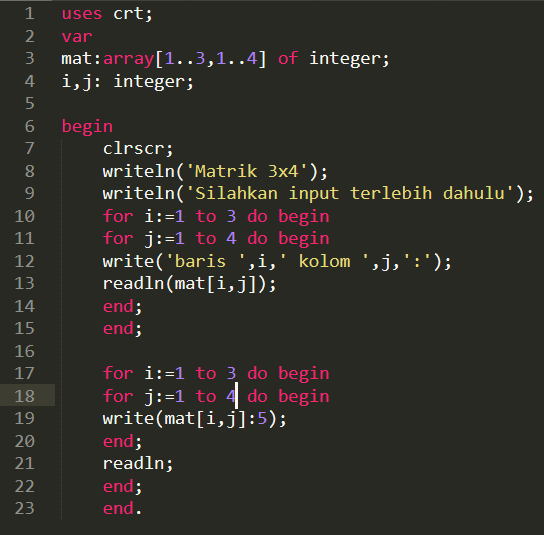 1 uses crt;
2 var
3 mat:array[1..3,1..4] of integer;
4 i,j: integer;
5
6 begin
7 clrscr;
8 writeln('Matrik 3x4');
9 writeln('Silahkan input terlebih dahulu');
10 for i:=1 to 3 do begin
11 for j:=1 to 4 do begin
12 write('baris ',i,' kolom ',j,':');
13 readln(mat[i,j]);
14 end;
15 end;
16
17 for i:=1 to 3 do begin
18 for j:=1 to 4 do begin
19 write(mat[i,j]:5);
20 end;
21 readln;
22 end;
23 end.